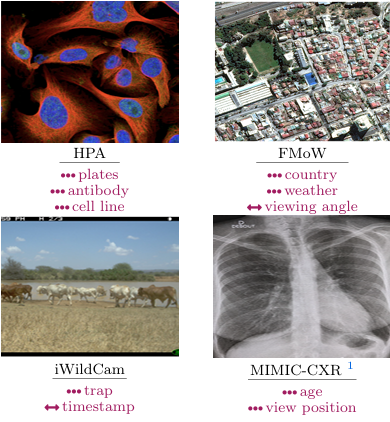 HPA
••• plates
••• antibody
••• cell line
FMoW
••• country
••• weather
↔ viewing angle
iWildCam
••• trap
↔ timestamp
D
DEBOUT
MIMIC-CXR 1
••• age
••• view position